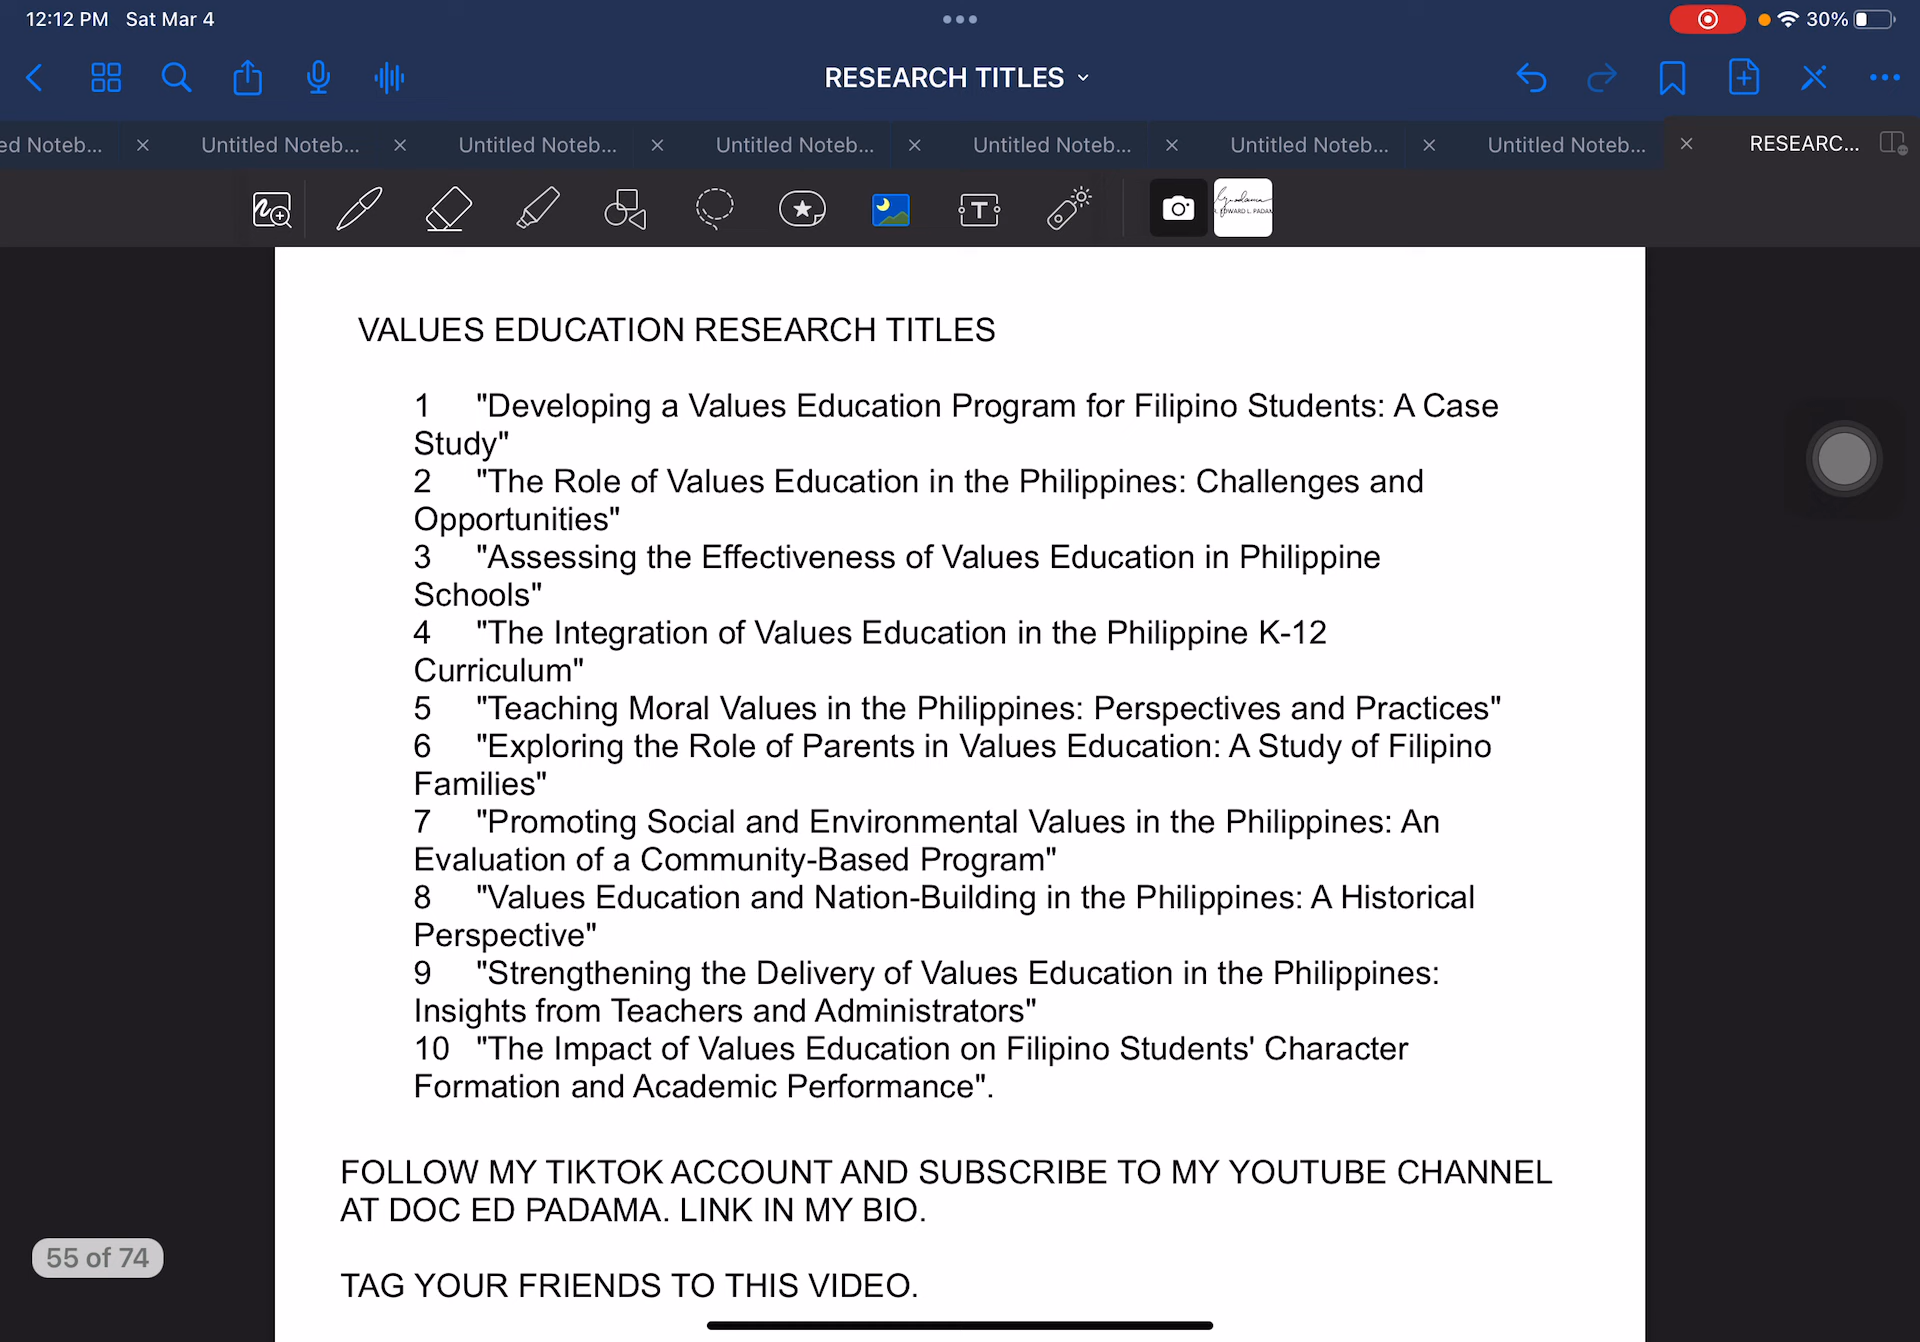 12:12 PM Sat Mar 4
30%
RESEARCH TITLES
ed Noteb...
Untitled Noteb...
Untitled Noteb...
Untitled Noteb...
Untitled Noteb...
Untitled Noteb...
Untitled Noteb...
RESEARC...
VALUES EDUCATION RESEARCH TITLES
1 "Developing a Values Education Program for Filipino Students: A Case
Study"
2 "The Role of Values Education in the Philippines: Challenges and
Opportunities"
3 "Assessing the Effectiveness of Values Education in Philippine
Schools"
4 "The Integration of Values Education in the Philippine K-12
Curriculum"
5 "Teaching Moral Values in the Philippines: Perspectives and Practices"
6 "Exploring the Role of Parents in Values Education: A Study of Filipino
Families"
7 "Promoting Social and Environmental Values in the Philippines: An
Evaluation of a Community-Based Program"
8 "Values Education and Nation-Building in the Philippines: A Historical
Perspective"
9 "Strengthening the Delivery of Values Education in the Philippines:
Insights from Teachers and Administrators"
10 "The Impact of Values Education on Filipino Students' Character
Formation and Academic Performance".
FOLLOW MY TIKTOK ACCOUNT AND SUBSCRIBE TO MY YOUTUBE CHANNEL
AT DOC ED PADAMA. LINK IN MY BIO.
55 of 74
TAG YOUR FRIENDS TO THIS VIDEO.